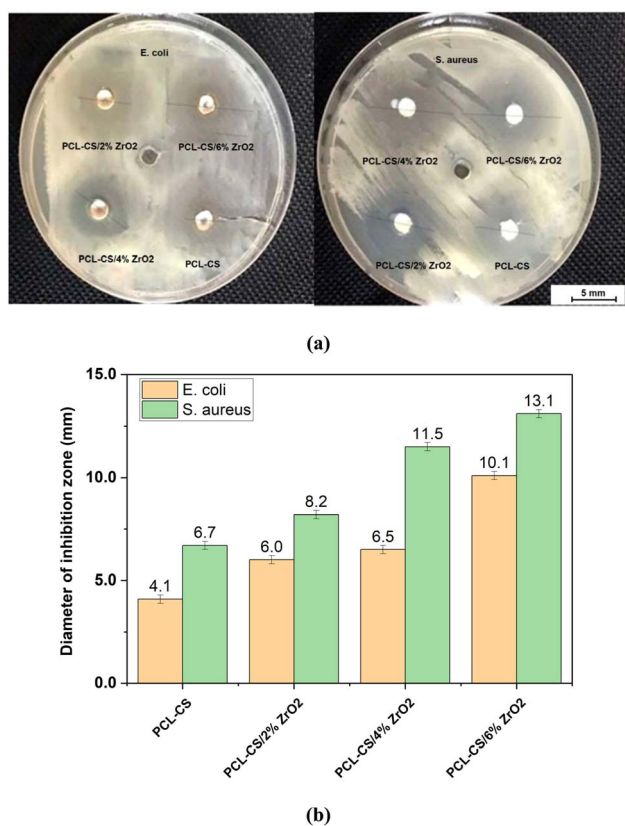 E. coli
PCL-CS/2% ZrO2
PCL-CS/6% ZrO2
PCL-CS/4% ZrO2
PCL-CS
S. aureus
PCL-CS/4% ZrO2
PCL-CS/6% ZrO2
PCL-CS/2% ZrO2
PCL-CS
5 mm
(a)
Diameter of inhibition zone (mm)
15.0
10.0
5.0
0.0
E. coli
S. aureus
4.1
6.7
6.0
8.2
6.5
11.5
10.1
13.1
PCL-CS
PCL-CS/2% ZrO2
PCL-CS/4% ZrO2
PCL-CS/6% ZrO2
(b)